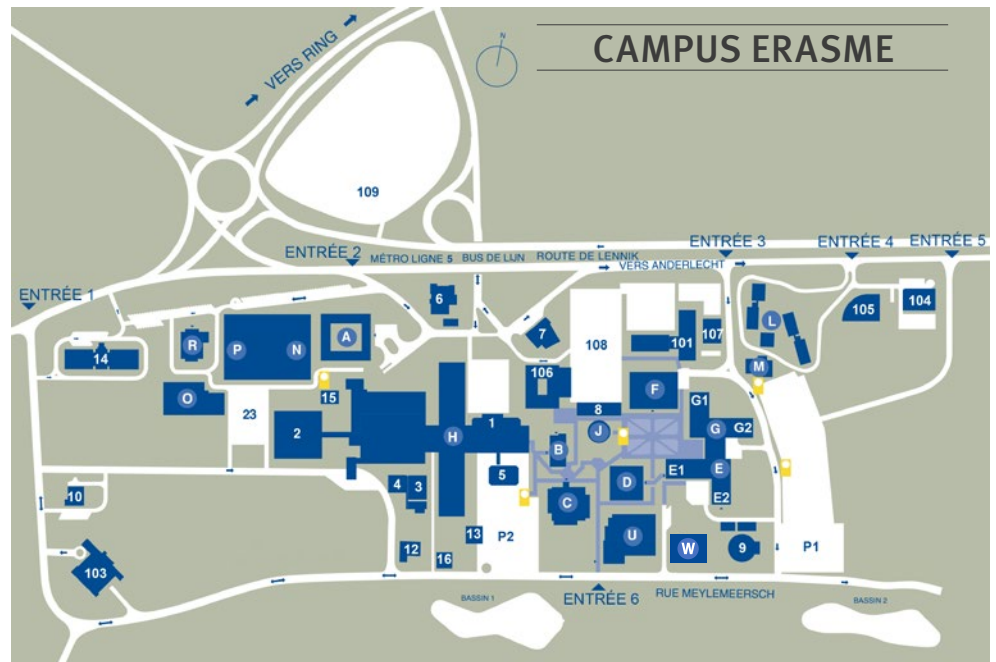 CAMPUS ERASME
N
VERS RING
109
ENTRÉE 1
ENTRÉE 2
MÉTRO LIGNE 5 BUS DE LIJN ROUTE DE LENNIK
VERS ANDERLECHT
ENTRÉE 3
ENTRÉE 4
ENTRÉE 5
6
7
108
101
107
L
105
104
14
R
P
N
A
106
M
F
O
23
15
2
H
1
8
J
B
G1
G
G2
5
C
D
E1
E
E2
10
4
3
103
12
16
13
P2
U
W
9
P1
ENTRÉE 6
RUE MEYLEMEERSCH
BASSIN 1
BASSIN 2